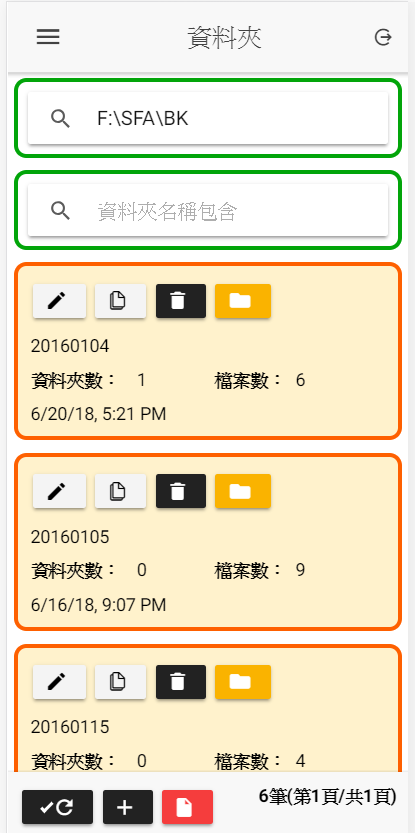 資料夾
F:\SFA\BK
資料夾名稱包含
20160104
資料夾數： 1 檔案數： 6
6/20/18, 5:21 PM
20160105
資料夾數： 0 檔案數： 9
6/16/18, 9:07 PM
20160115
資料夾數： 0 檔案數： 4
6筆(第1頁/共1頁)